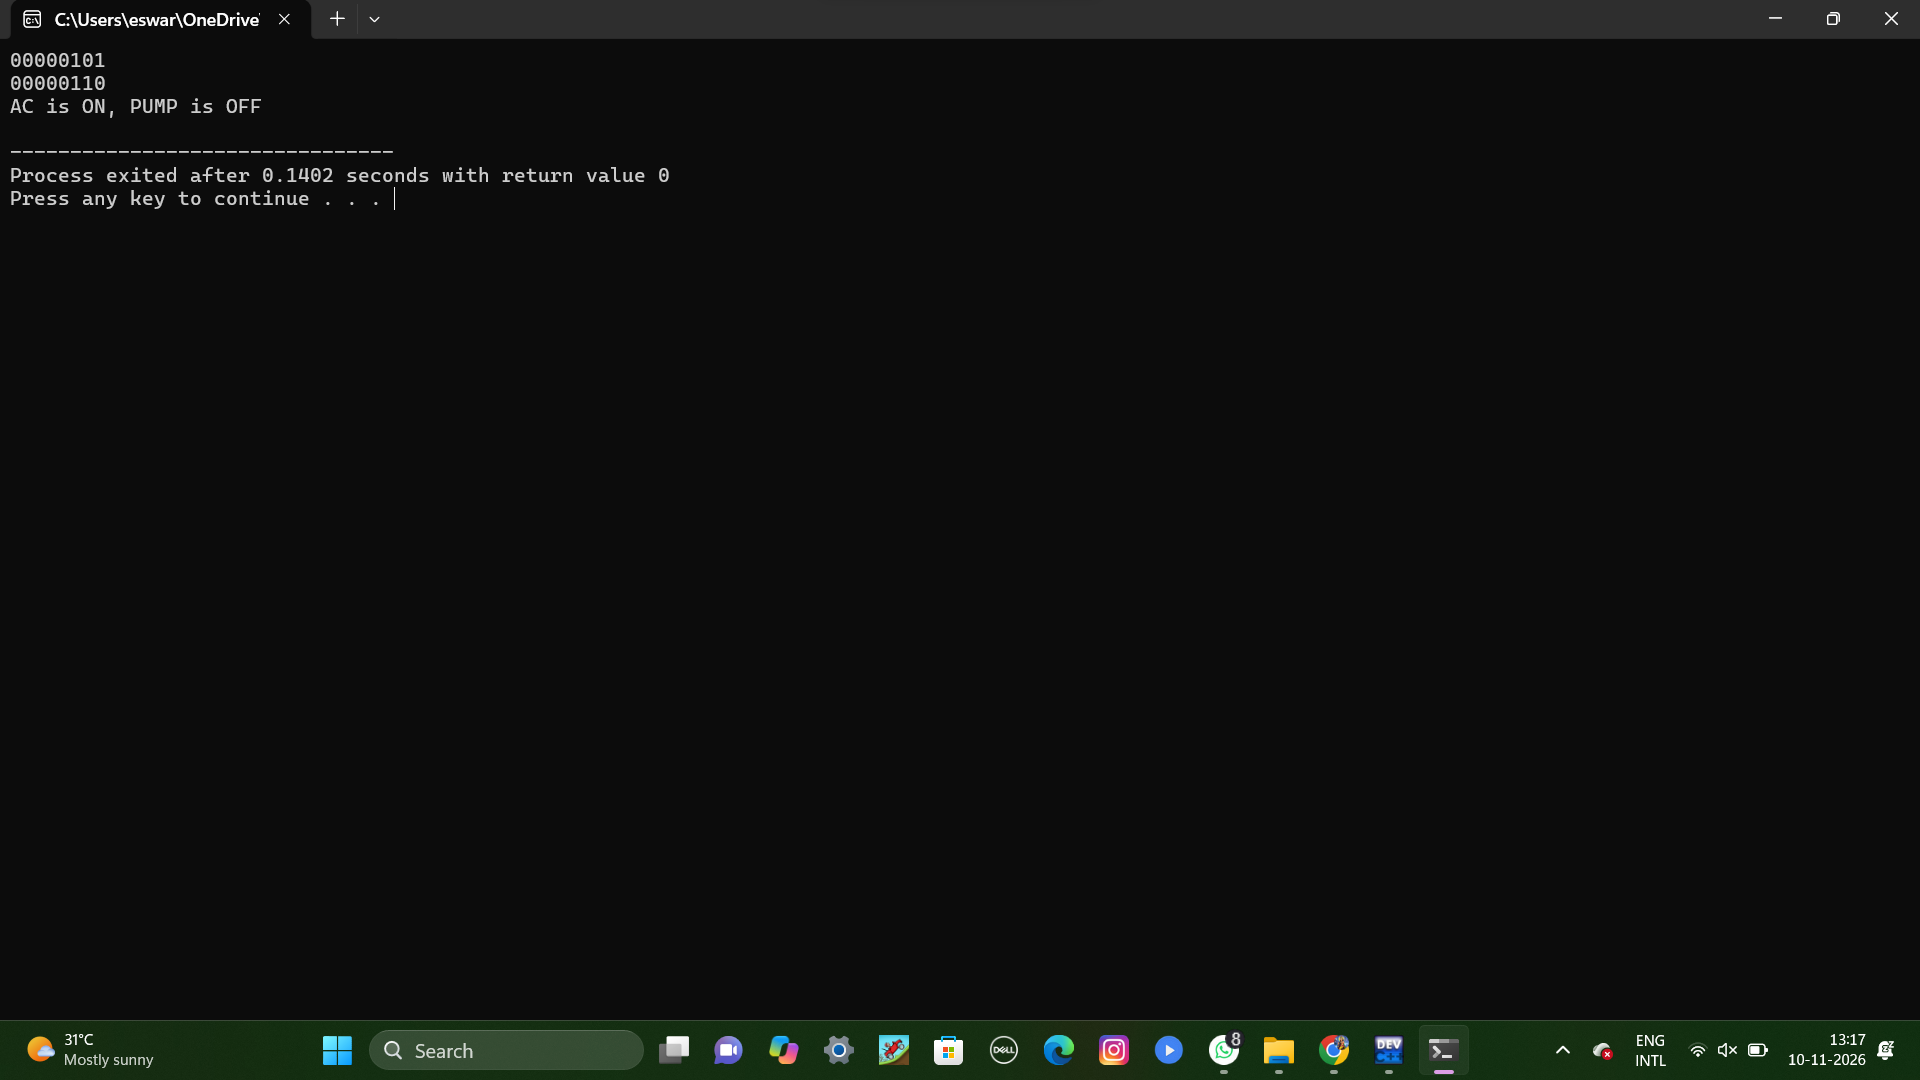 C:\Users\eswar\OneDrive\
00000101
00000110
AC is ON, PUMP is OFF
--------------------------------
Process exited after 0.1402 seconds with return value 0
Press any key to continue . . .
31°C
Mostly sunny
Search
DELL
8
DEV
C++
ENG
INTL
13:17
10-11-2026